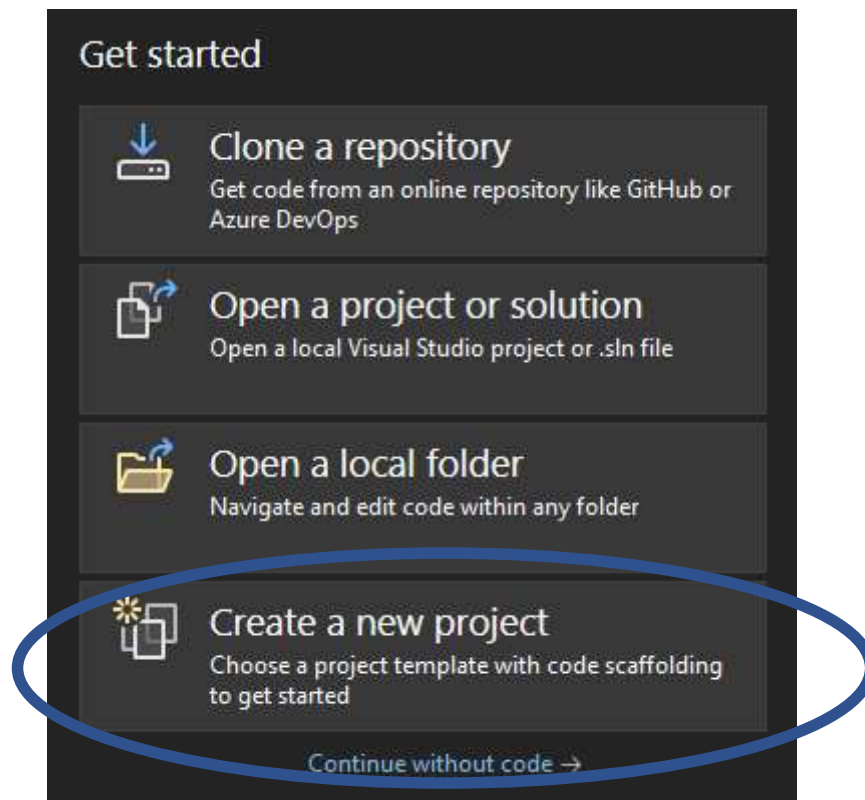 Get started
Clone a repository
Get code from an online repository like GitHub or
Azure DevOps
Open a project or solution
Open a local Visual Studio project or .sln file
Open a local folder
Navigate and edit code within any folder
Create a new project
Choose a project template with code scaffolding
to get started
Continue without code →